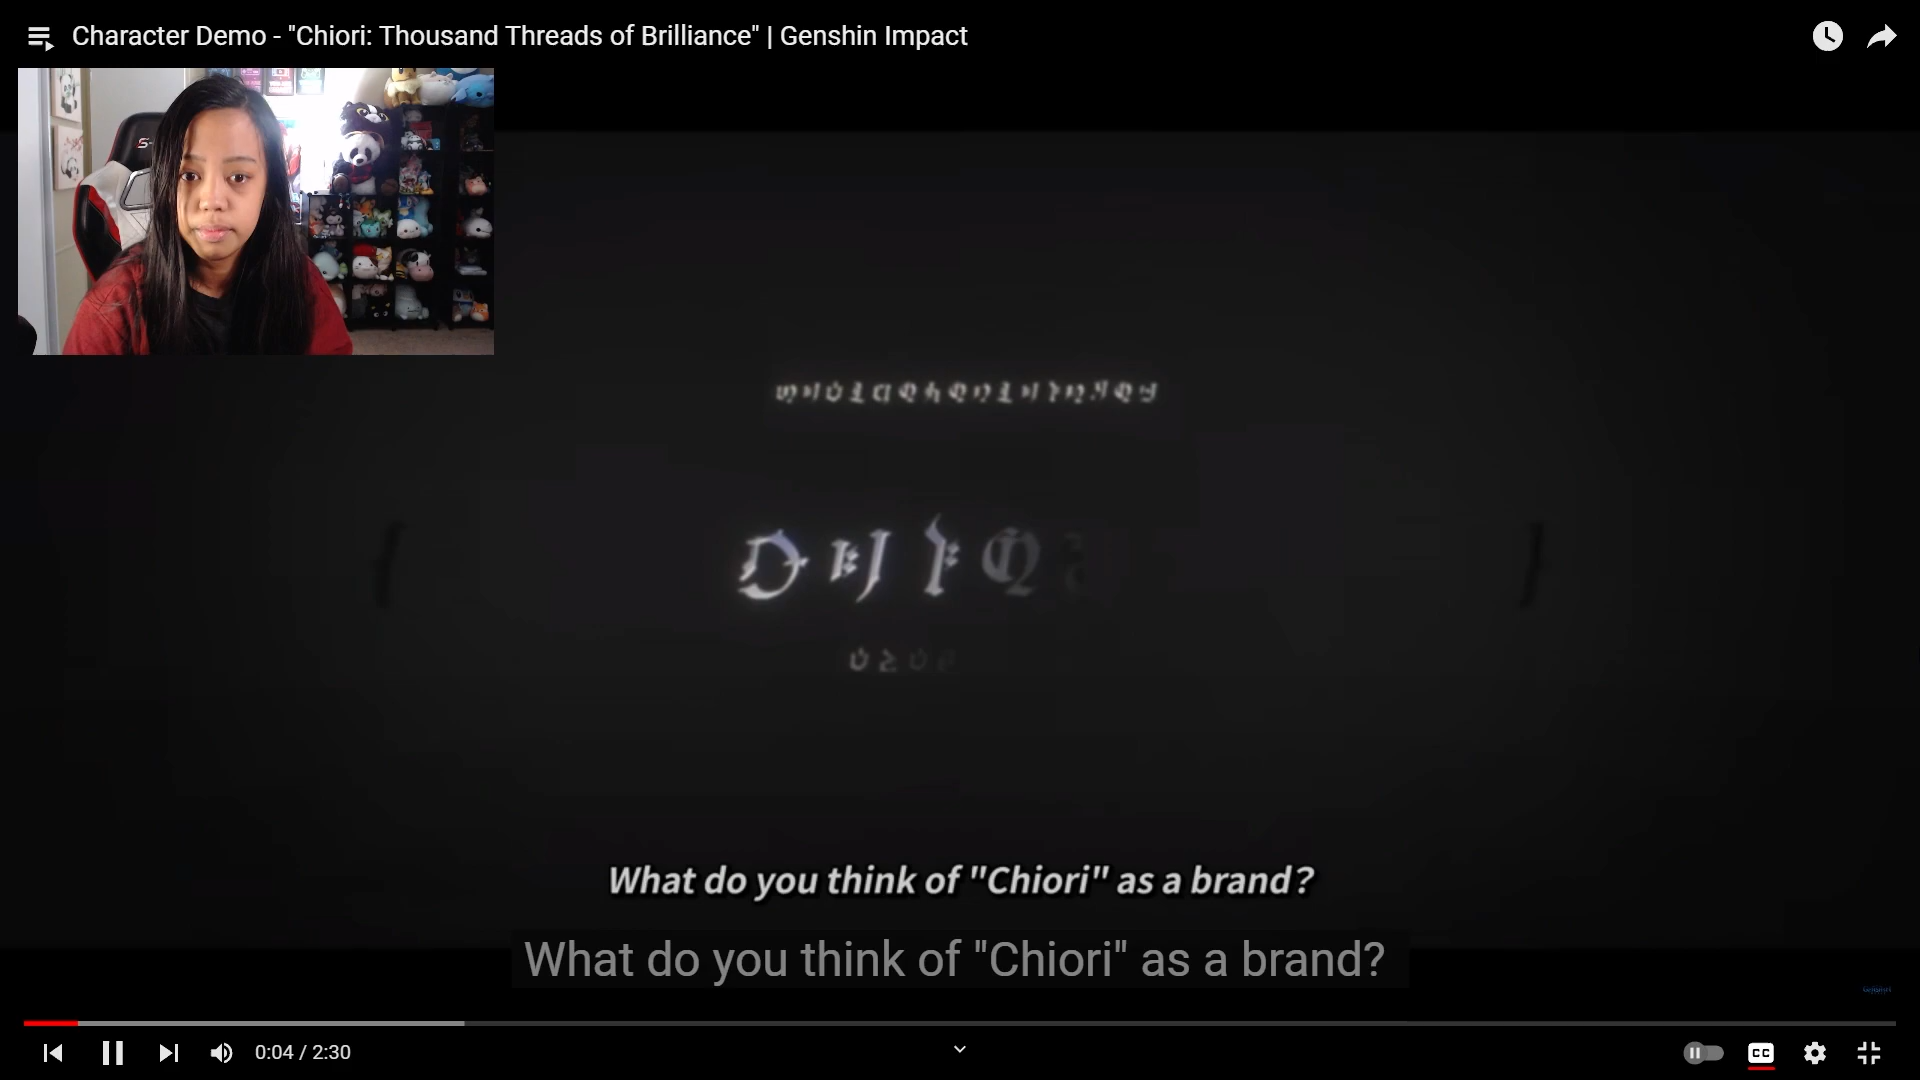 Character Demo - "Chiori: Thousand Threads of Brilliance" | Genshin Impact
What do you think of "Chiori" as a brand?
What do you think of "Chiori" as a brand?
0:04 / 2:30
CC